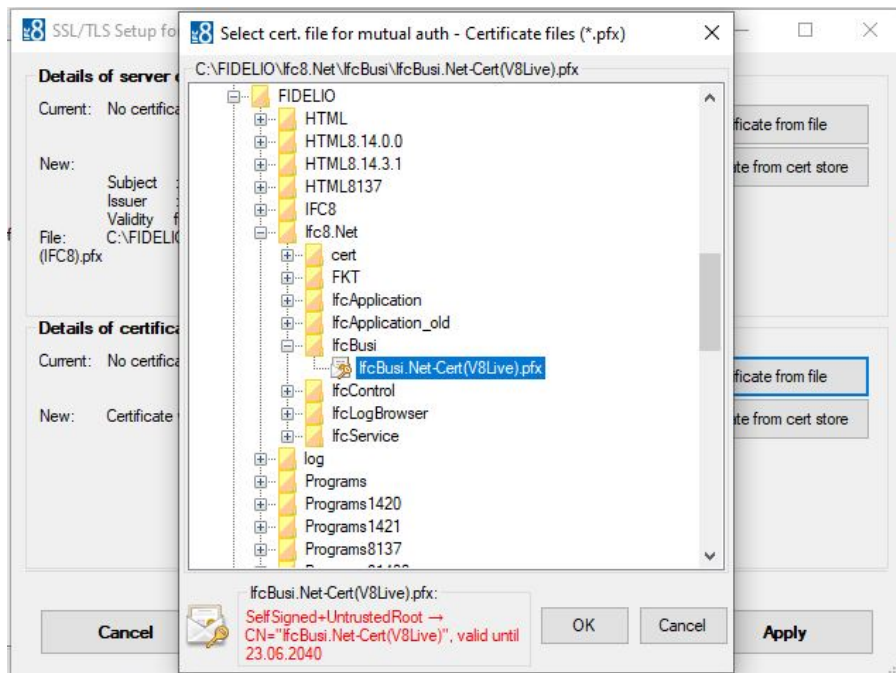 SSL/TLS Setup fo
Select cert. file for mutual auth - Certificate files (*.pfx)
C:\FIDELIO\Ifc8.Net\IfcBusi\IfcBusi.Net-Cert(V8Live).pfx
Details of server
Current: No certifica
New:
Subject :
Issuer :
Validity f
File: C:\FIDELIO
(IFC8).pfx
ificate from file
te from cert store
FIDELIO
HTML
HTML8.14.0.0
HTML8.14.3.1
HTML8137
IFC8
Ifc8.Net
cert
FKT
IfcApplication
IfcApplication_old
IfcBusi
IfcBusi.Net-Cert(V8Live).pfx
IfcControl
IfcLogBrowser
IfcService
log
Programs
Programs1420
Programs1421
Programs8137
Details of certifica
Current: No certifica
New: Certificate
ificate from file
te from cert store
IfcBusi.Net-Cert(V8Live).pfx:
SelfSigned+UntrustedRoot →
CN="IfcBusi.Net-Cert(V8Live)", valid until
23.06.2040
OK
Cancel
Cancel
Apply